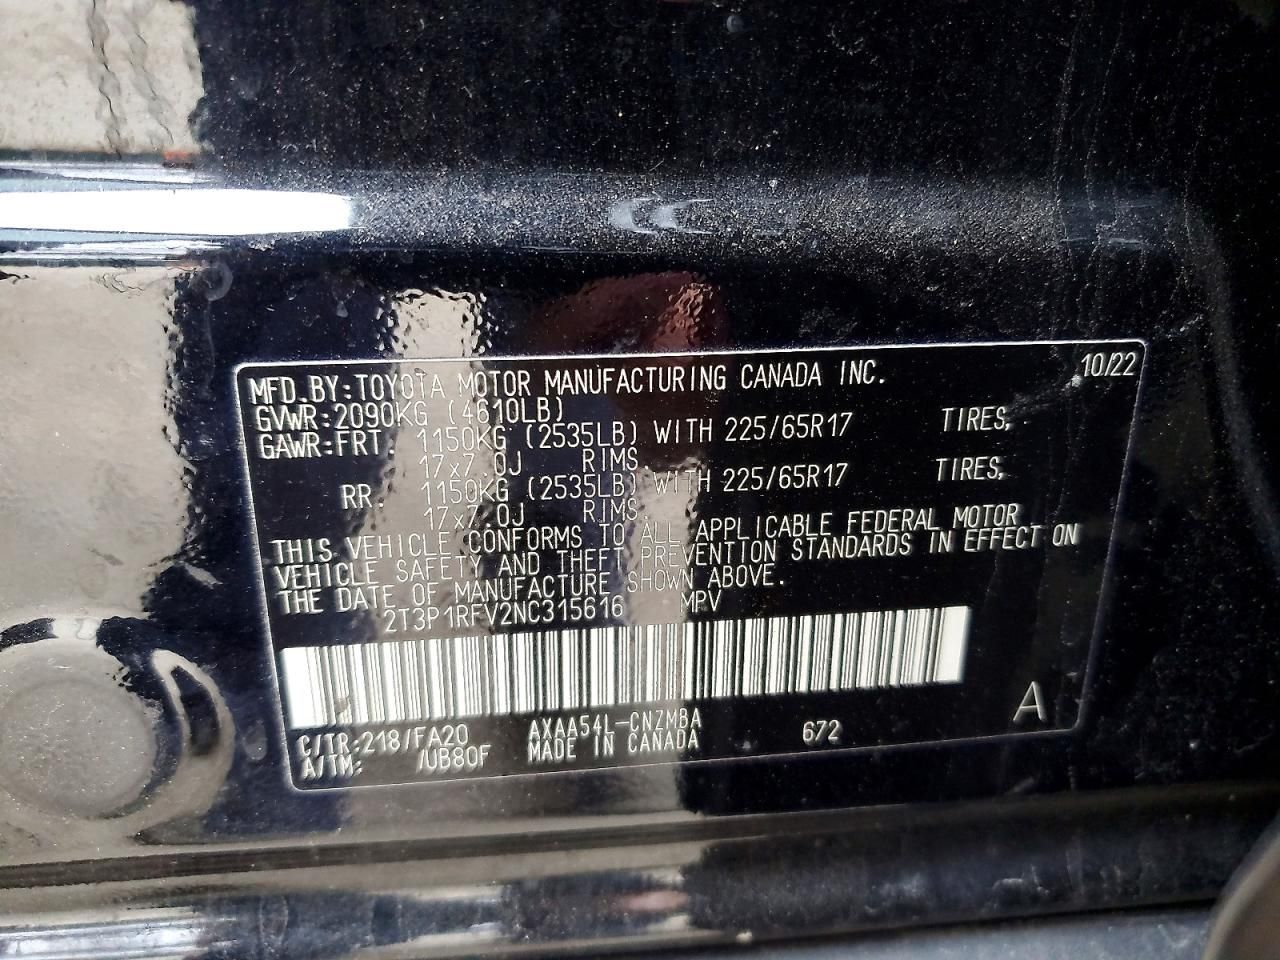 10/22
MFD.BY:TOYOTA MOTOR MANUFACTURING CANADA INC.
GVWR:2090KG (4610LB)
GAWR:FRT. 1150KG (2535LB) WITH 225/65R17 TIRES,
17x7.0J RIMS.
RR. 1150KG (2535LB) WITH 225/65R17 TIRES,
17x7.0J RIMS.
THIS VEHICLE CONFORMS TO ALL APPLICABLE FEDERAL MOTOR
VEHICLE SAFETY AND THEFT PREVENTION STANDARDS IN EFFECT ON
THE DATE OF MANUFACTURE SHOWN ABOVE.
2T3P1RFV2NC315616 MPV
C/TR:218/FA20 AXAA54L-CNZMBA 672 A
A/TM: /UB80F MADE IN CANADA